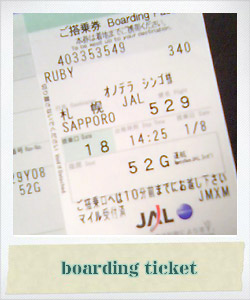 ご搭乗券 Boarding Pass
403353549 340
RUBY
オノデラ シンゴ様
札 幌 JAL 529
SAPPORO
18 14:25 1/8
29Y08
52G
52G
ご搭乗口へは10分前までにお越し下さい
マイル受付済 JMXM
JAL
boarding ticket